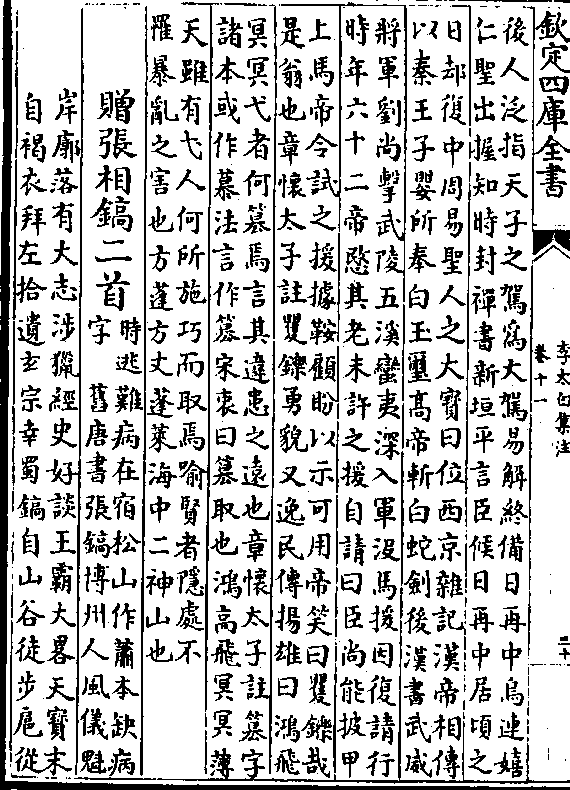 欽定四庫全書
李太白集注
卷十一
二十
後人泛指天子之駕寫大駕易解終備日再中烏連嬉
仁聖出握知時封禪書新垣平言臣候日再中居頃之
日却復中周易聖人之大寶曰位西京雜記漢帝相傳
以秦王子嬰所奉白玉璽髙帝斬白蛇劍後漢書武威
將軍劉尚擊武陵五溪蠻夷深入軍没馬援因復請行
時年六十二帝愍其老未許之援自請曰臣尚能披甲
上馬帝令試之援據鞍顧盼以示可用帝笑曰矍鑠哉
是翁也章懷太子註矍鑠勇貌又逸民傳揚雄曰鴻飛
冥冥弋者何篡焉言其違患之遠也章懷太子註篡字
諸本或作慕法言作篡宋衷曰篡取也鴻髙飛冥冥薄
天雖有弋人何所施巧而取焉喻賢者隱處不
罹暴亂之害也方蓬方丈蓬萊海中二神山也
贈張相鎬二首
時逃難病在宿松山作蕭本缺病
字　舊唐書張鎬博州人風儀魁
岸廓落有大志涉獵經史好談王霸大畧天寶末
自褐衣拜左拾遺玄宗幸蜀鎬自山谷徒步扈從